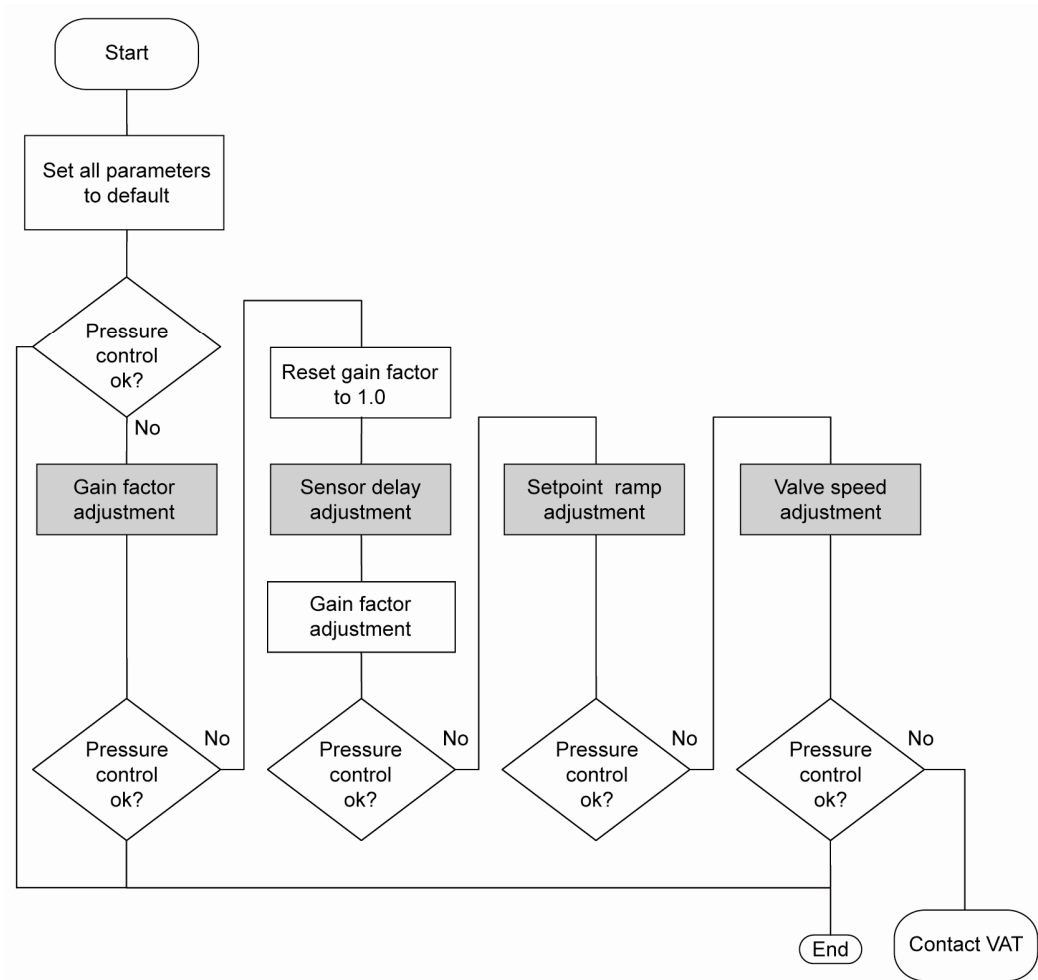 Start
Set all parameters
to default
Pressure
control
ok?
No
Gain factor
adjustment
Pressure
control
ok?
No
Reset gain factor
to 1.0
Sensor delay
adjustment
Gain factor
adjustment
Pressure
control
ok?
No
Setpoint ramp
adjustment
Pressure
control
ok?
No
Valve speed
adjustment
Pressure
control
ok?
No
End
Contact VAT